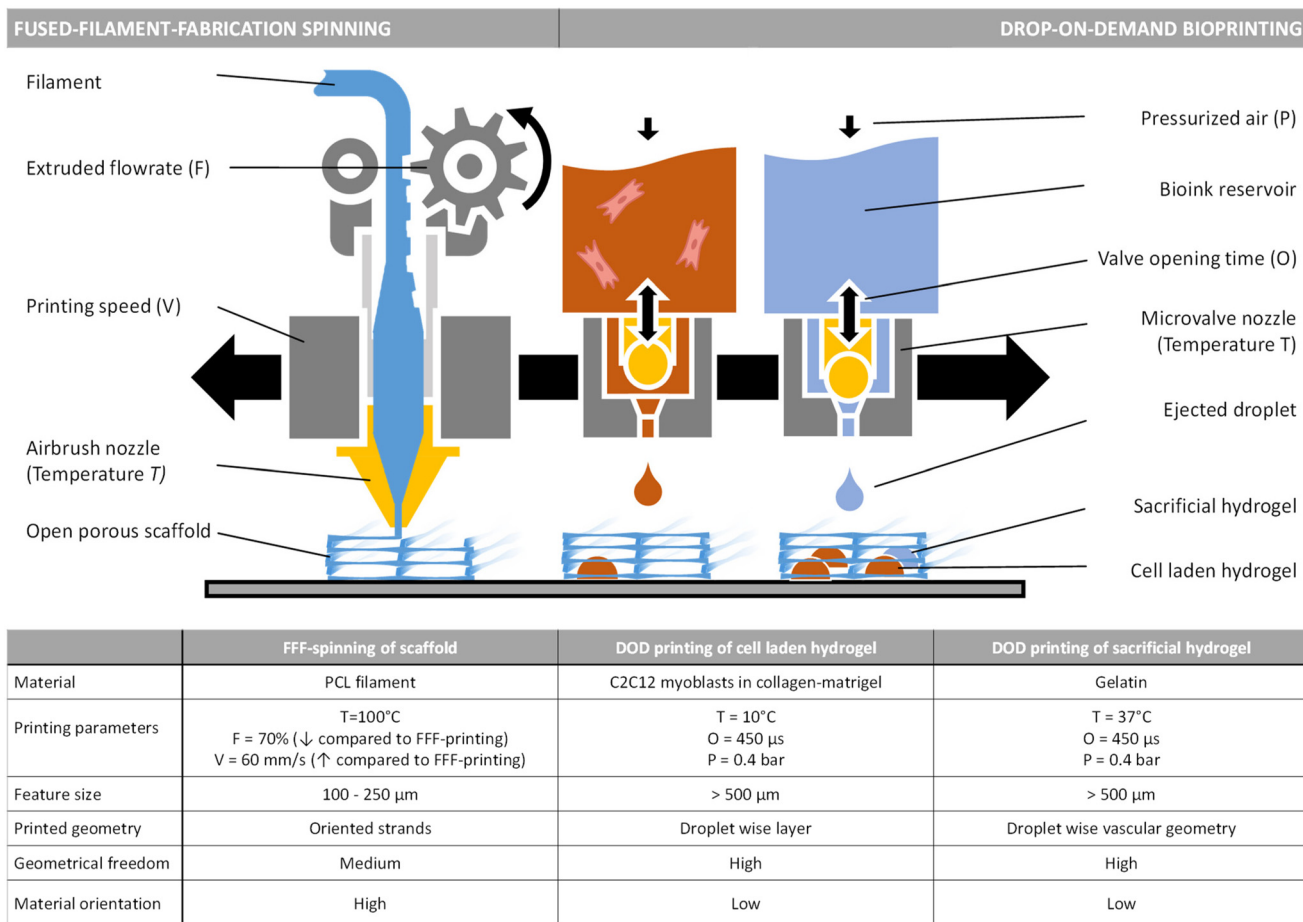 FUSED-FILAMENT-FABRICATION SPINNING
DROP-ON-DEMAND BIOPRINTING
Filament
Extruded flowrate (F)
Printing speed (V)
Airbrush nozzle
(Temperature T)
Open porous scaffold
Pressurized air (P)
Bioink reservoir
Valve opening time (O)
Microvalve nozzle
(Temperature T)
Ejected droplet
Sacrificial hydrogel
Cell laden hydrogel
FFF-spinning of scaffold DOD printing of cell laden hydrogel DOD printing of sacrificial hydrogel
Material PCL filament C2C12 myoblasts in collagen-matrigel Gelatin
Printing parameters
T=100°C T = 10°C T = 37°C
F = 70% (↓ compared to FFF-printing) O = 450 µs O = 450 µs
V = 60 mm/s (↑ compared to FFF-printing) P = 0.4 bar P = 0.4 bar
Feature size 100 - 250 µm > 500 µm > 500 µm
Printed geometry Oriented strands Droplet wise layer Droplet wise vascular geometry
Geometrical freedom Medium High High
Material orientation High Low Low